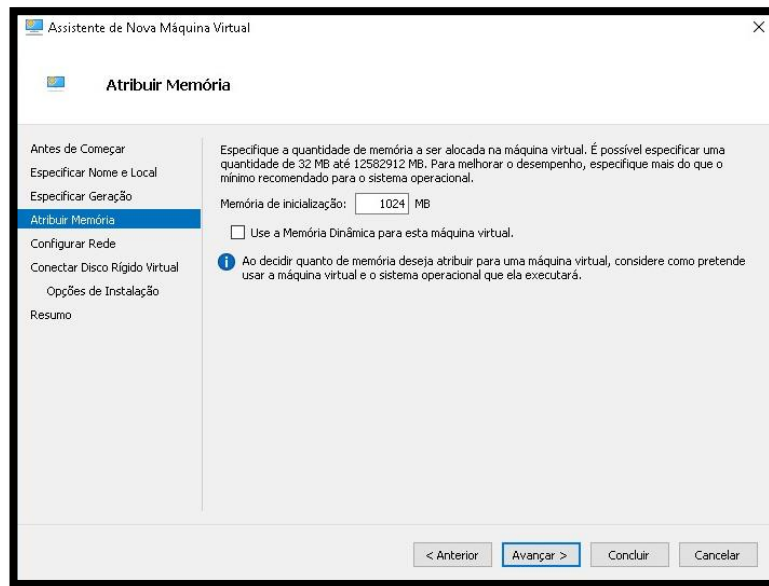 Assistente de Nova Máquina Virtual
Atribuir Memória
Antes de Começar
Especificar Nome e Local
Especificar Geração
Atribuir Memória
Configurar Rede
Conectar Disco Rígido Virtual
Opções de Instalação
Resumo
Especifique a quantidade de memória a ser alocada na máquina virtual. É possível especificar uma
quantidade de 32 MB até 12582912 MB. Para melhorar o desempenho, especifique mais do que o
mínimo recomendado para o sistema operacional.
Memória de inicialização: 1024 MB
Use a Memória Dinâmica para esta máquina virtual.
Ao decidir quanto de memória deseja atribuir para uma máquina virtual, considere como pretende
usar a máquina virtual e o sistema operacional que ela executará.
< Anterior Avançar > Concluir Cancelar